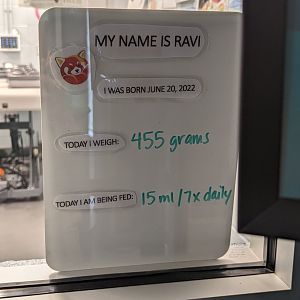 MY NAME IS RAVI
I WAS BORN JUNE 20, 2022
TODAY I WEIGH: 455 grams
TODAY I AM BEING FED: 15 ml/7x daily